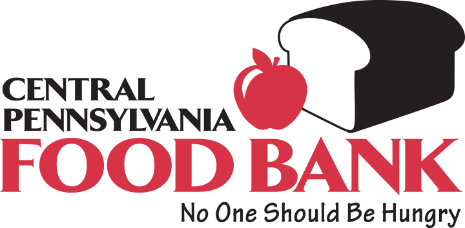 CENTRAL
PENNSYLVANIA
FOOD BANK
No One Should Be Hungry